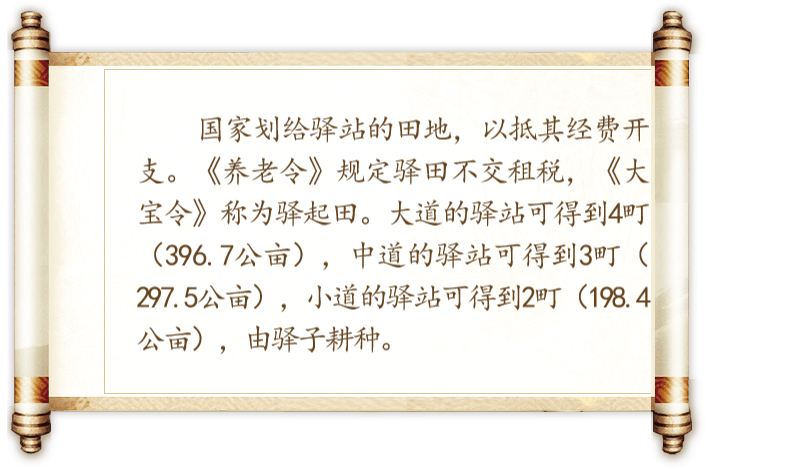 国家划给驿站的田地，以抵其经费开
支。《养老令》规定驿田不交租税，《大
宝令》称为驿起田。大道的驿站可得到4町
（396.7公亩），中道的驿站可得到3町（
297.5公亩），小道的驿站可得到2町（198.4
公亩），由驿子耕种。